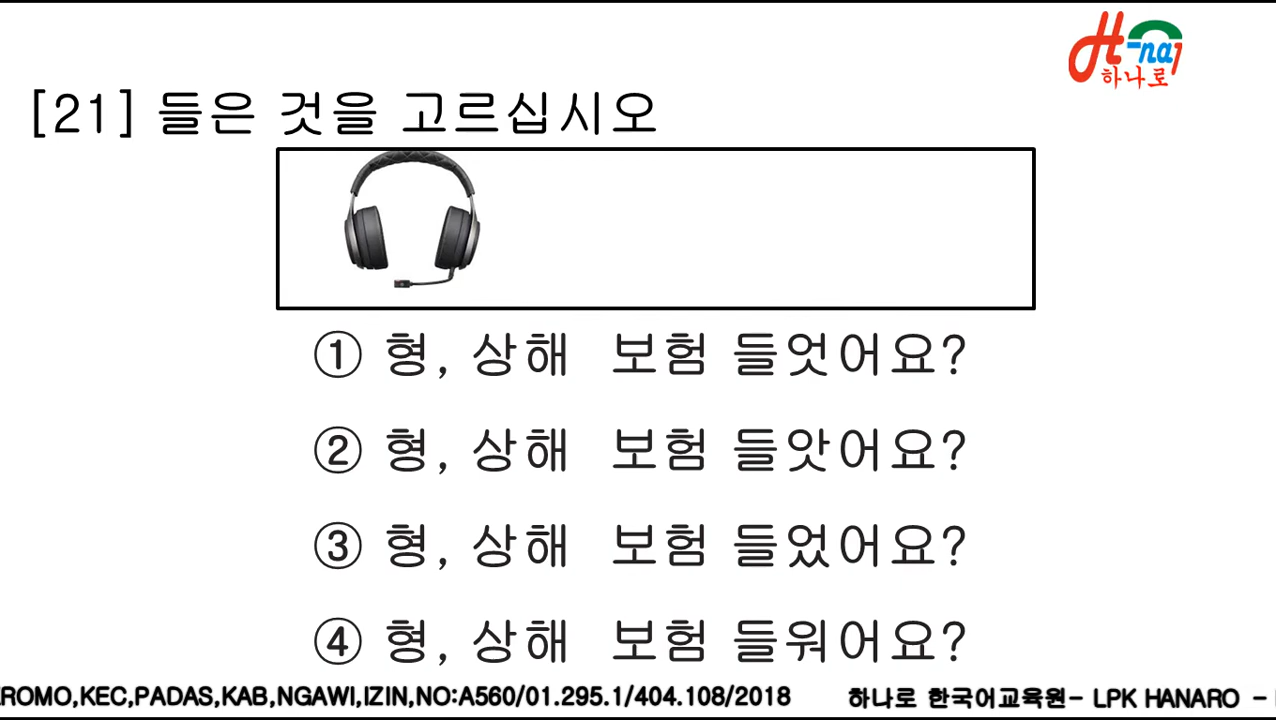 H-na
하나로
[21] 들은 것을 고르십시오
① 형, 상해 보험 들엇어요?
② 형, 상해 보험 들앗어요?
③ 형, 상해 보험 들었어요?
④ 형, 상해 보험 들워어요?
ROMO,KEC,PADAS,KAB,NGAWI,IZIN,NO:A560/01.295.1/404.108/2018 하나로 한국어교육원- LPK HANARO -